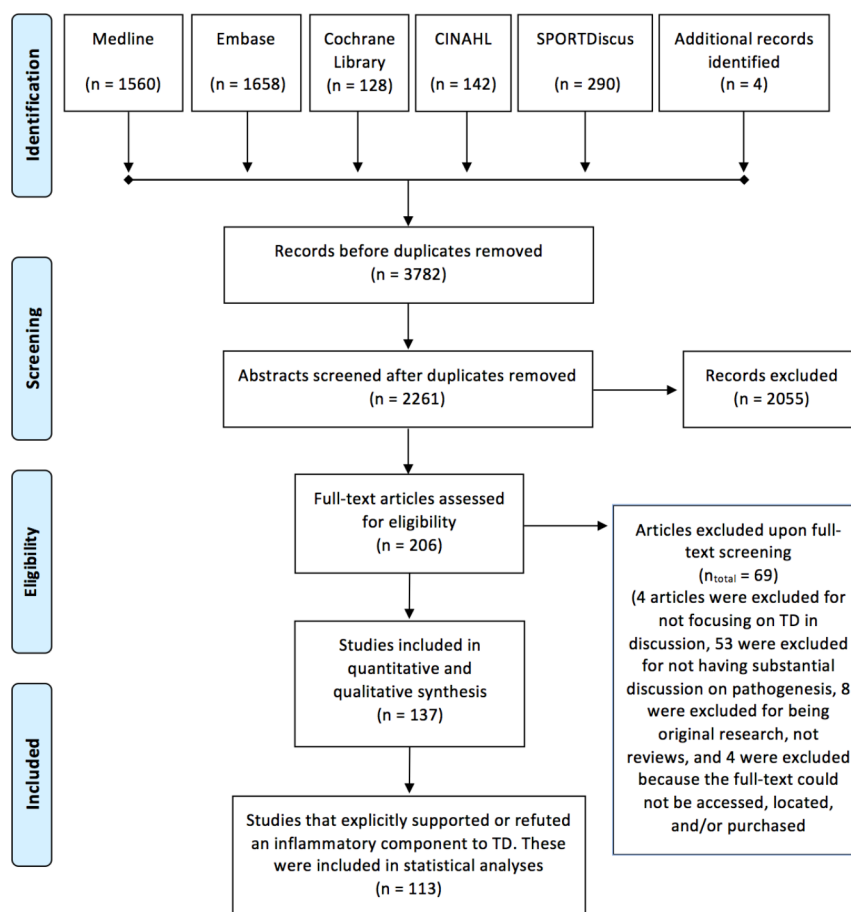 Identification
Medline
(n = 1560)
Embase
(n = 1658)
Cochrane
Library
(n = 128)
CINAHL
(n = 142)
SPORTDiscus
(n = 290)
Additional records
identified
(n = 4)
Records before duplicates removed
(n = 3782)
Screening
Abstracts screened after duplicates removed
(n = 2261)
Records excluded
(n = 2055)
Eligibility
Full-text articles assessed
for eligibility
(n = 206)
Articles excluded upon full-
text screening
(ntotal = 69)
(4 articles were excluded for
not focusing on TD in
discussion, 53 were excluded
for not having substantial
discussion on pathogenesis, 8
were excluded for being
original research, not
reviews, and 4 were excluded
because the full-text could
not be accessed, located,
and/or purchased
Studies included in
quantitative and
qualitative synthesis
(n = 137)
Included
Studies that explicitly supported or refuted
an inflammatory component to TD. These
were included in statistical analyses
(n = 113)